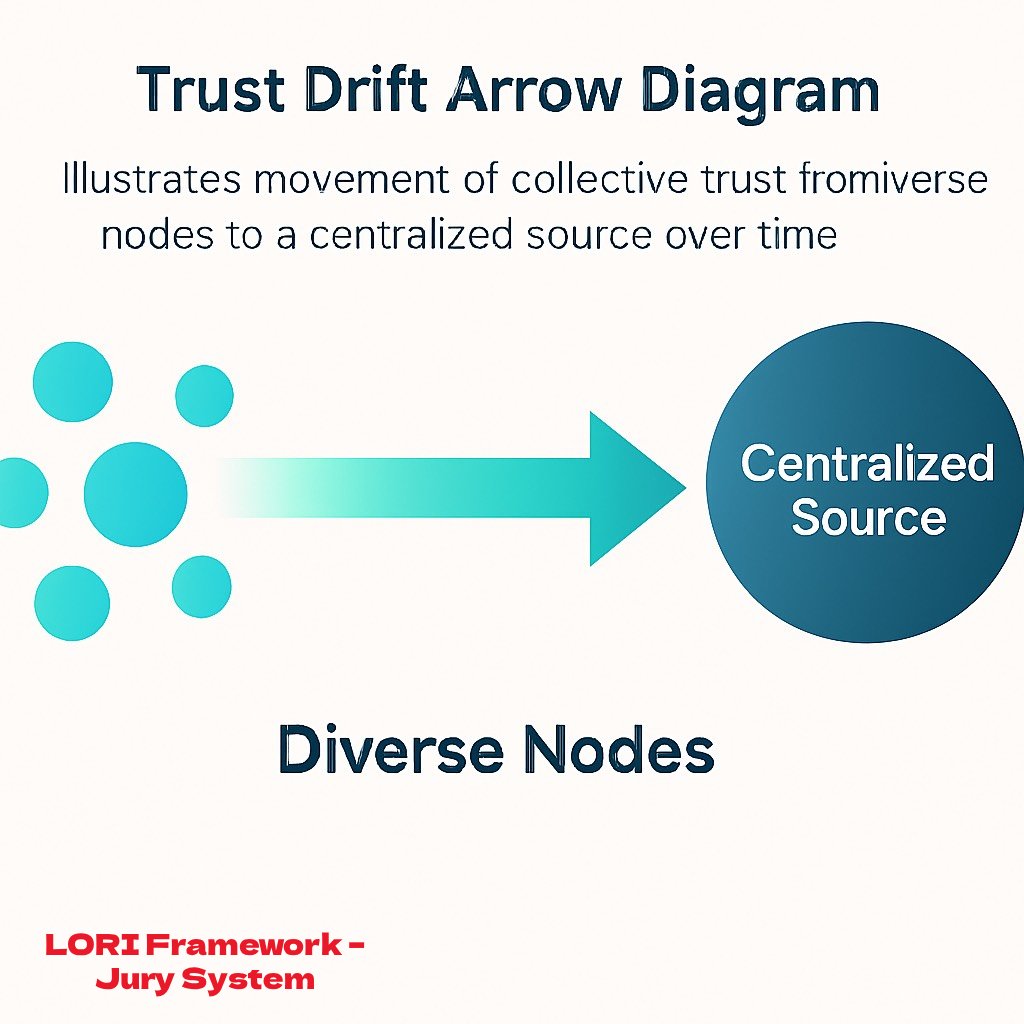 Trust Drift Arrow Diagram
Illustrates movement of collective trust fromiverse
nodes to a centralized source over time
Centralized
Source
Diverse Nodes
LORI Framework –
Jury System